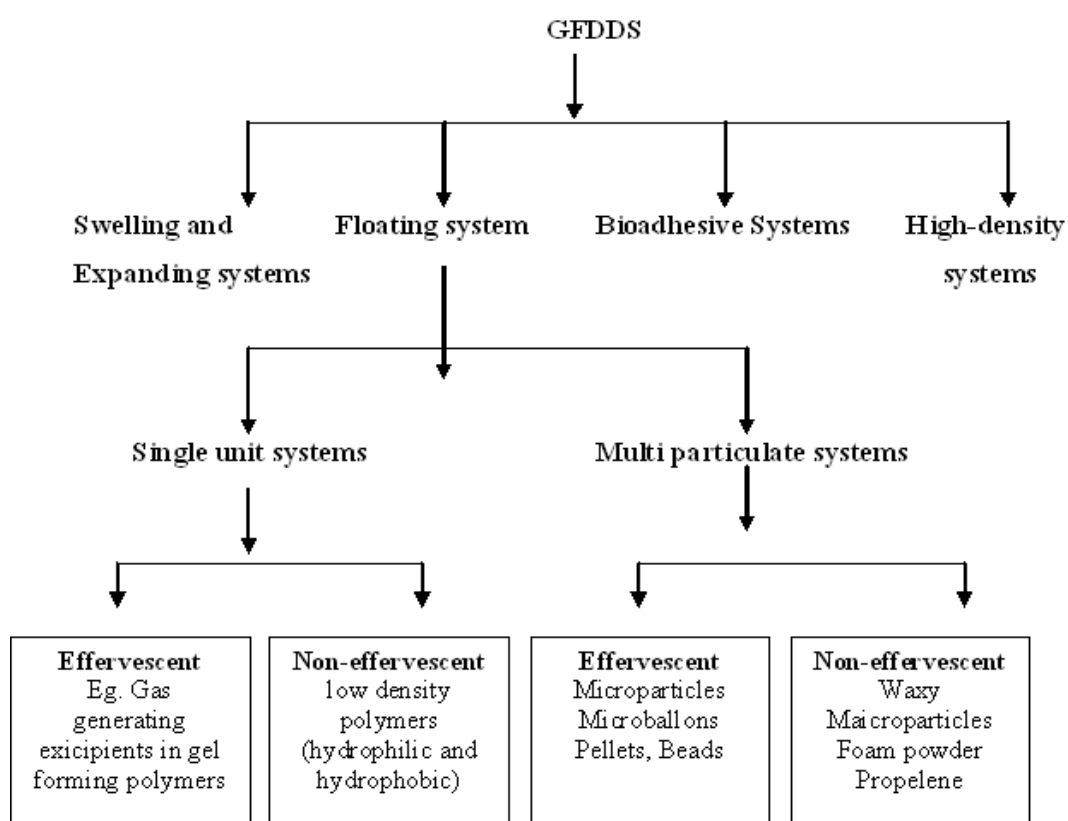 GFDDS
Swelling and
Expanding systems
Floating system
Bioadhesive Systems
High-density
systems
Single unit systems
Multi particulate systems
Effervescent
Eg. Gas
generating
exicipients in gel
forming polymers
Non-effervescent
low density
polymers
(hydrophilic and
hydrophobic)
Effervescent
Microparticles
Microballons
Pellets, Beads
Non-effervescent
Waxy
Maicroparticles
Foam powder
Propelene